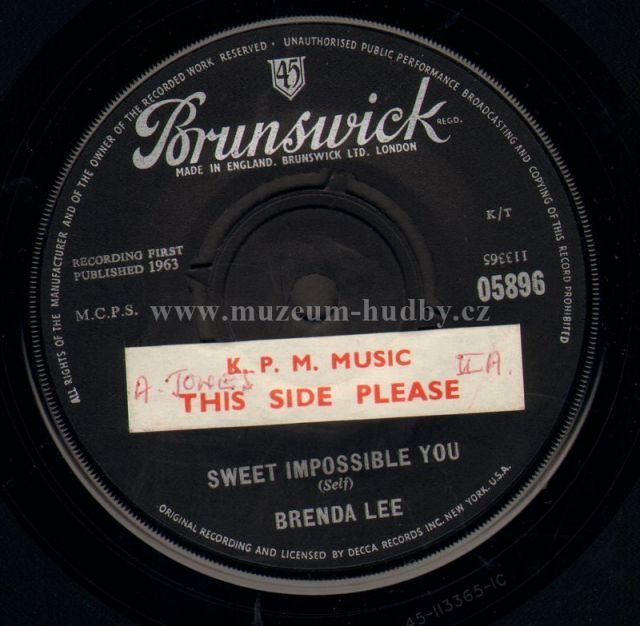 ALL RIGHTS OF THE MANUFACTURER AND OF THE OWNER OF THE RECORDED WORK RESERVED • UNAUTHORISED PUBLIC PERFORMANCE BROADCASTING AND COPYING OF THIS RECORD PROHIBITED
45
Brunswick REGD.
MADE IN ENGLAND. BRUNSWICK LTD. LONDON
K/T
RECORDING FIRST
PUBLISHED 1963
113365
05896
M.C.P.S.
www.muzeum-hudby.cz
K. P. M. MUSIC
A. JONES
II A.
THIS SIDE PLEASE
SWEET IMPOSSIBLE YOU
(Self)
BRENDA LEE
ORIGINAL RECORDING AND LICENSED BY DECCA RECORDS INC. NEW YORK. U.S.A.
45-113365-1C